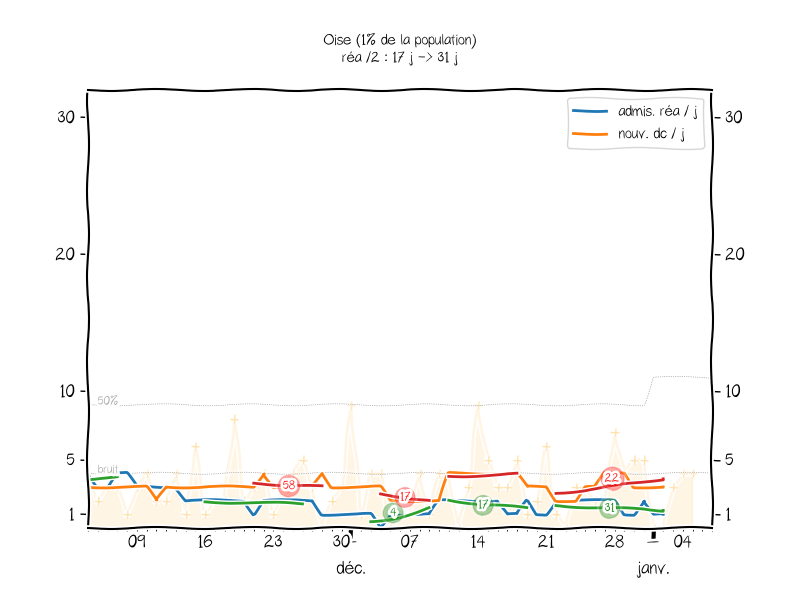 Oise (1% de la population)
réa /2 : 17 j -> 31 j
admis. réa / j
nouv. dc / j
30 30
20 20
10 10
50%
5 5
bruit
58 17 22
4 17 31
1 1
09 16 23 30 07 14 21 28 04
déc. janv.